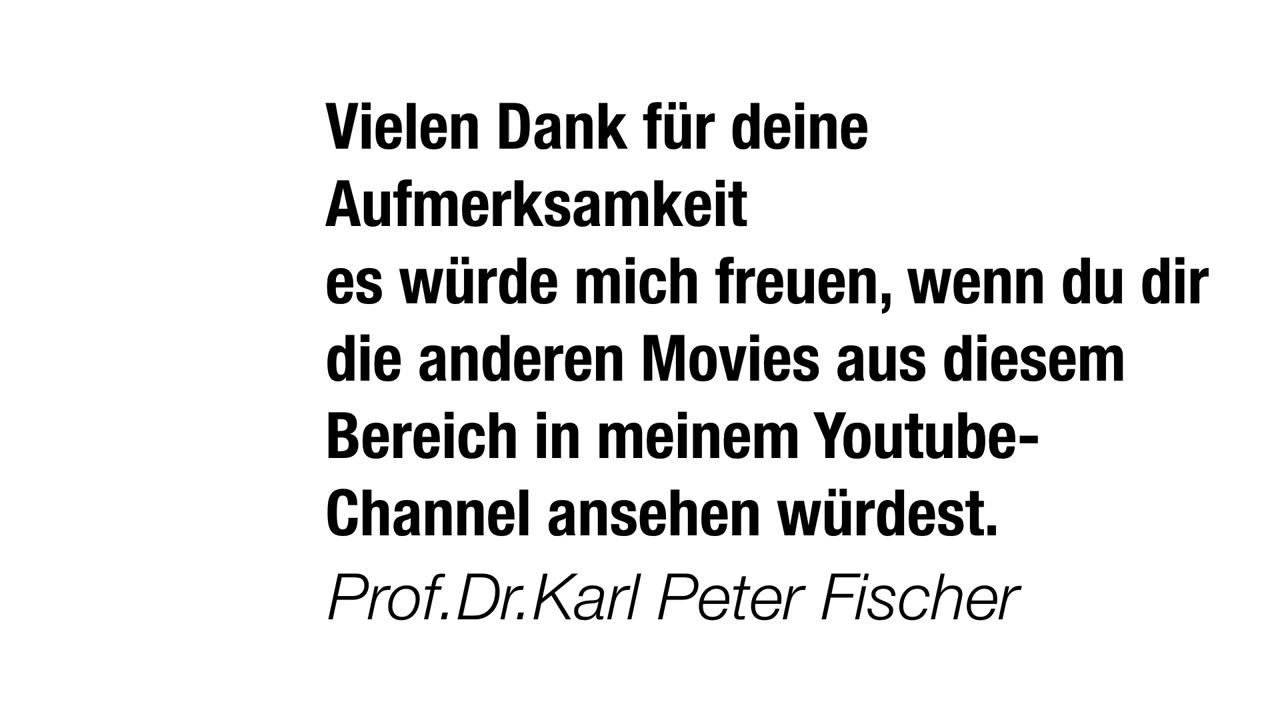 Vielen Dank für deine
Aufmerksamkeit
es würde mich freuen, wenn du dir
die anderen Movies aus diesem
Bereich in meinem Youtube-
Channel ansehen würdest.
Prof.Dr.Karl Peter Fischer